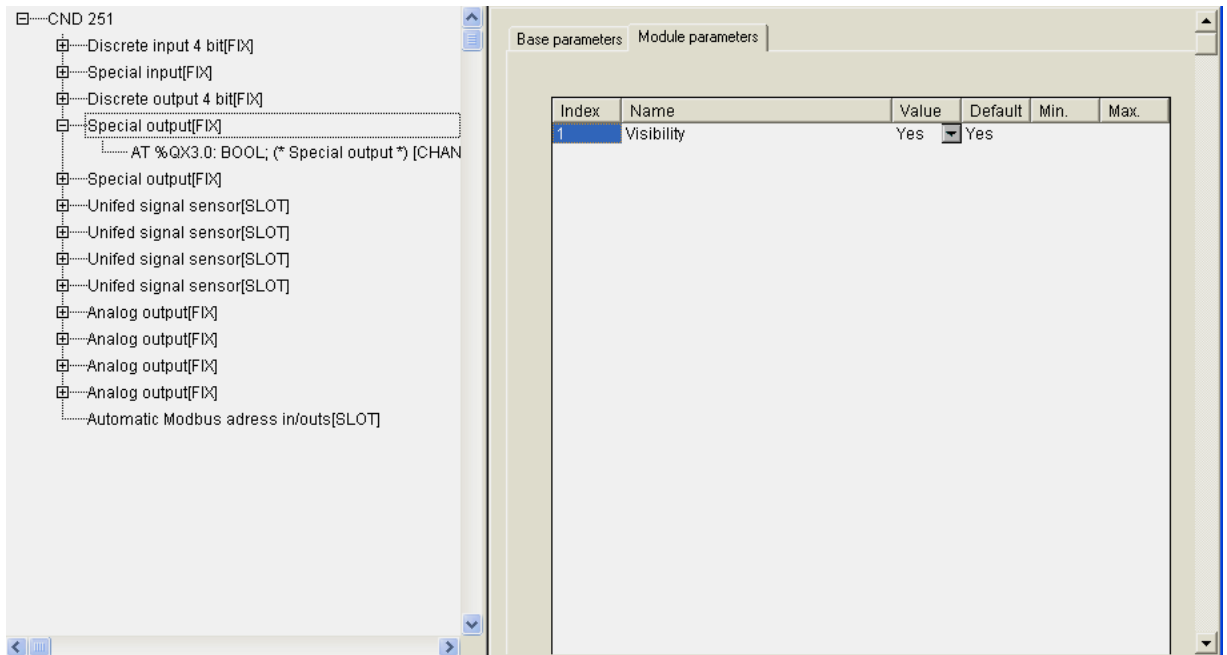 CND 251
Discrete input 4 bit[FIX]
Special input[FIX]
Discrete output 4 bit[FIX]
Special output[FIX]
AT %QX3.0: BOOL; (* Special output *) [CHAN
Special output[FIX]
Unifed signal sensor[SLOT]
Unifed signal sensor[SLOT]
Unifed signal sensor[SLOT]
Unifed signal sensor[SLOT]
Analog output[FIX]
Analog output[FIX]
Analog output[FIX]
Analog output[FIX]
Automatic Modbus adress in/outs[SLOT]
Base parameters Module parameters
Index Name Value Default Min. Max.
1 Visibility Yes Yes